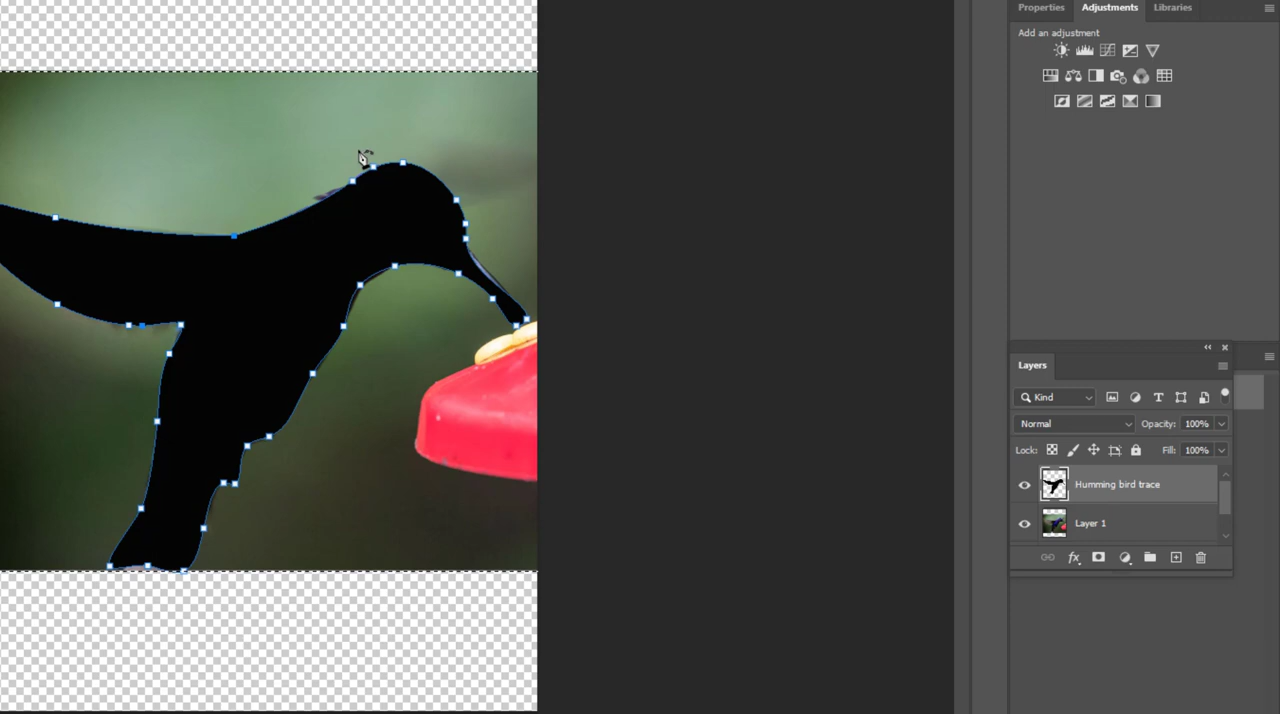 Properties Adjustments Libraries
Add an adjustment
Layers
Kind
Normal Opacity: 100%
Lock: Fill: 100%
Humming bird trace
Layer 1
fx